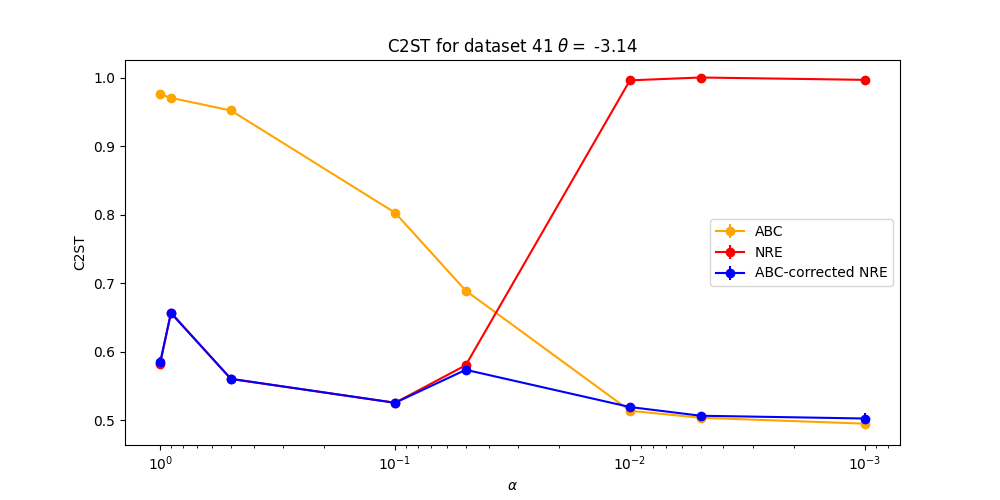 C2ST for dataset 41 θ = -3.14
C2ST
1.0
0.9
0.8
0.7
0.6
0.5
ABC
NRE
ABC-corrected NRE
10⁰
10⁻¹
10⁻²
10⁻³
α